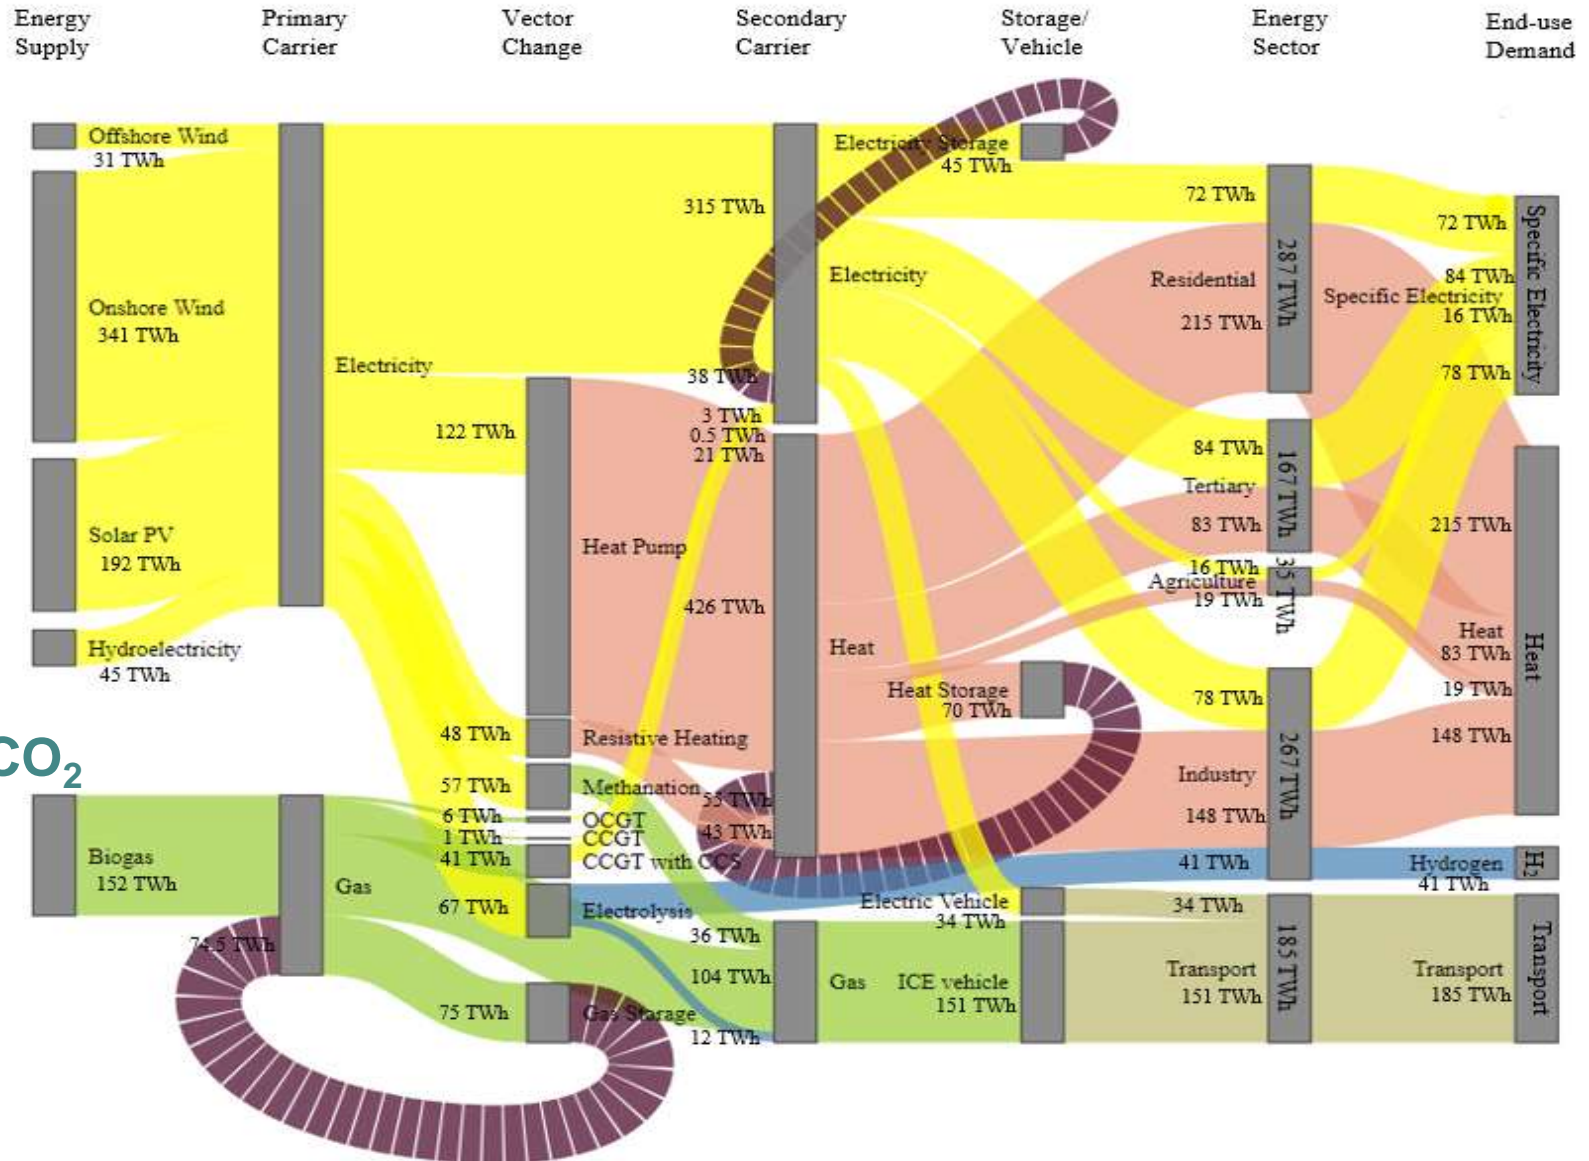 Energy
Supply
Primary
Carrier
Vector
Change
Secondary
Carrier
Storage/
Vehicle
Energy
Sector
End-use
Demand
Offshore Wind
31 TWh
Onshore Wind
341 TWh
Solar PV
192 TWh
Hydroelectricity
45 TWh
CO2
Biogas
152 TWh
Electricity
Gas
74.5 TWh
122 TWh
Heat Pump
48 TWh
Resistive Heating
57 TWh
Methanation
6 TWh
OCGT
1 TWh
CCGT
41 TWh
CCGT with CCS
67 TWh
Electrolysis
75 TWh
Gas Starage
315 TWh
Electricity
38 TWh
3 TWh
0.5 TWh
21 TWh
426 TWh
Heat
55 TWh
43 TWh
36 TWh
104 TWh
12 TWh
Gas
Electricity Storage
45 TWh
Heat Storage
70 TWh
Electric Vehicle
34 TWh
ICE vehicle
151 TWh
72 TWh
Residential
215 TWh
287 TWh
84 TWh
Tertiary
83 TWh
167 TWh
16 TWh
Agriculture
19 TWh
35 TWh
78 TWh
Industry
148 TWh
41 TWh
267 TWh
34 TWh
Transport
151 TWh
185 TWh
72 TWh
84 TWh
Specific Electricity
16 TWh
78 TWh
Specific Electricity
215 TWh
Heat
83 TWh
19 TWh
148 TWh
Heat
Hydrogen
41 TWh
H2
Transport
185 TWh
Transport